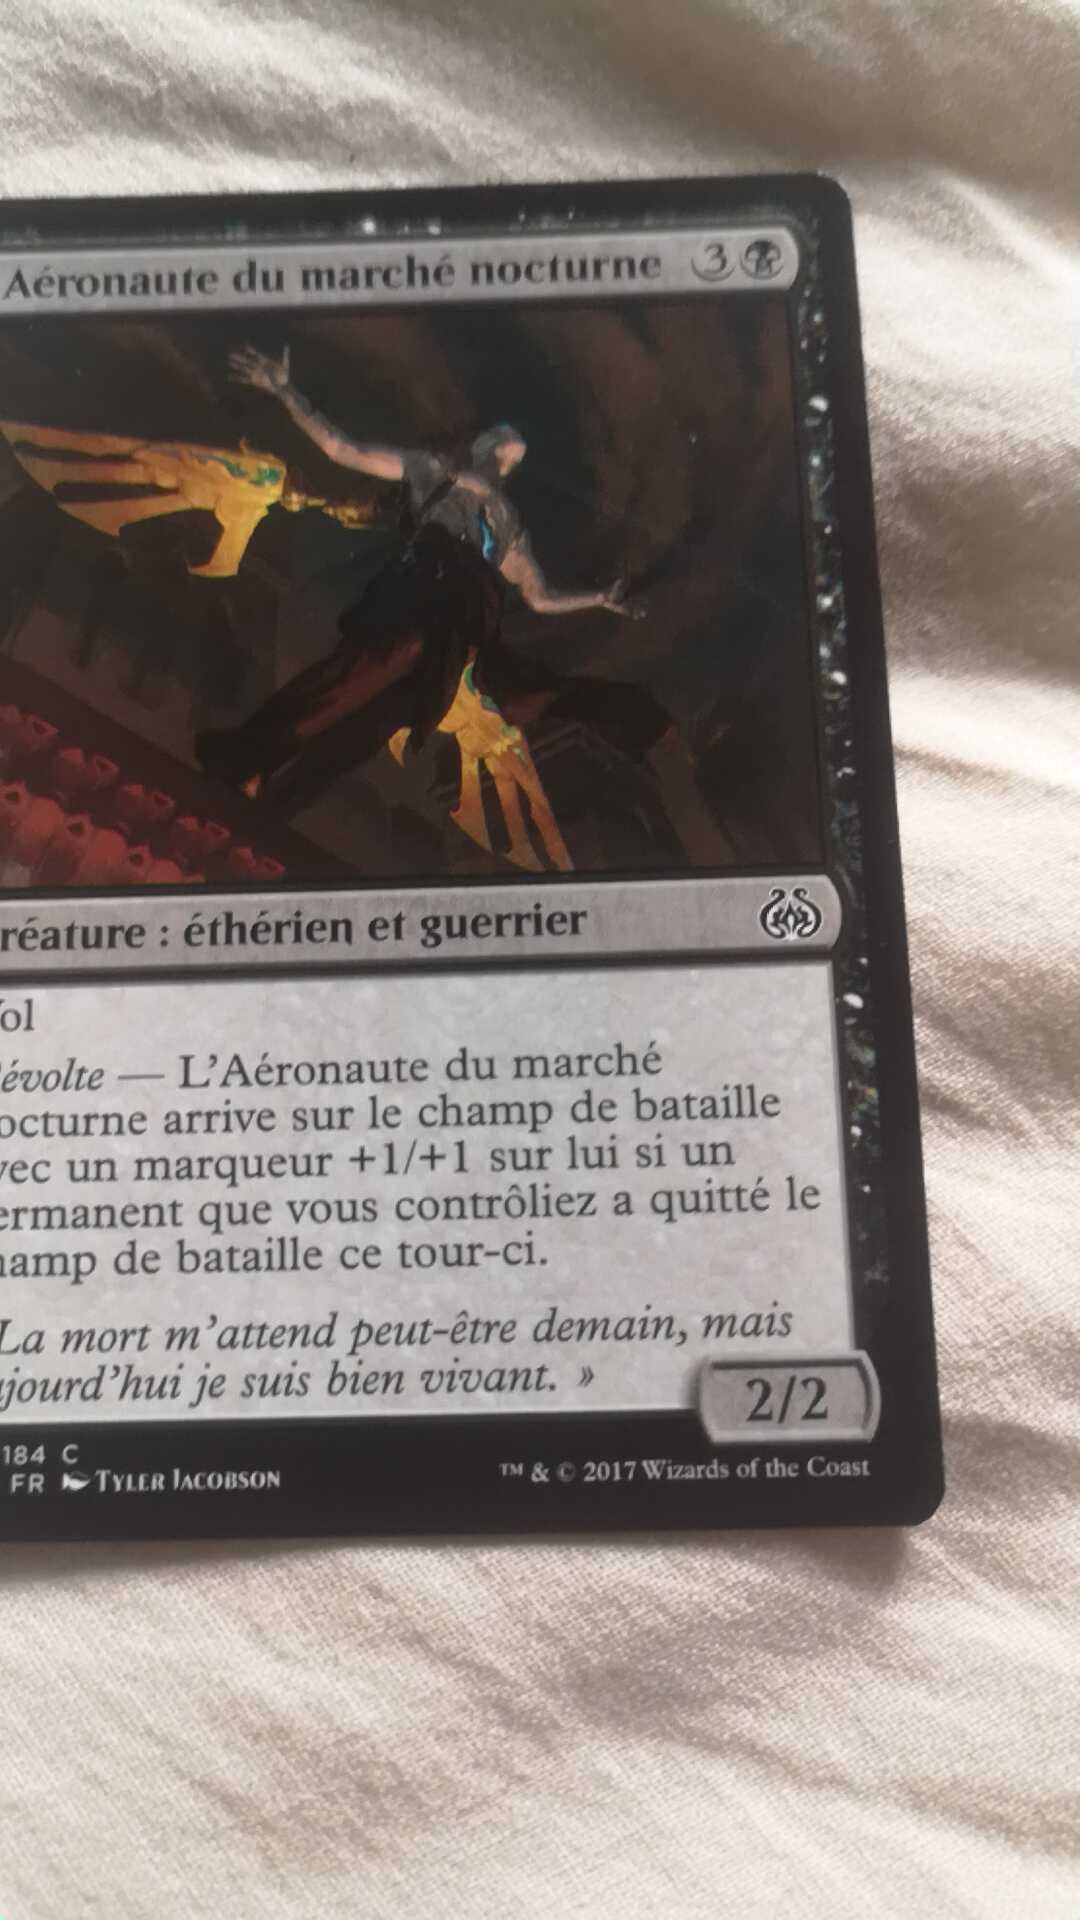 Aéronaute du marché nocturne 3
réature : éthérien et guerrier
ol
évolte — L'Aéronaute du marché
octurne arrive sur le champ de bataille
vec un marqueur +1/+1 sur lui si un
ermanent que vous contrôliez a quitté le
hamp de bataille ce tour-ci.
La mort m'attend peut-être demain, mais
ujourd'hui je suis bien vivant. »
2/2
184 C
FR Tyler Jacobson
™ & © 2017 Wizards of the Coast